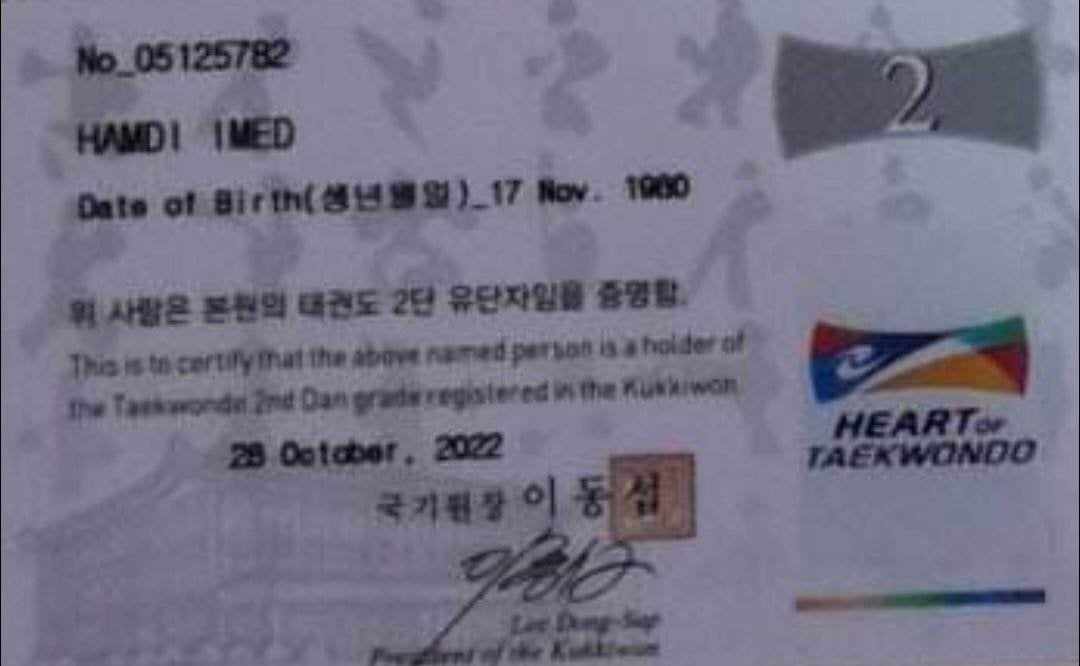 No_05125782
2
HAMDI IMED
Date of Birth(생년월일)_17 Nov. 1980
위 사람은 본원의 태권도 2단 유단자임을 증명함.
This is to certify that the above named person is a holder of
the Taekwondo 2nd Dan grade registered in the Kukkiwon
28 October, 2022
국기원장 이동섭
Lee Dong-Sup
President of the Kukkiwon
HEART OF
TAEKWONDO